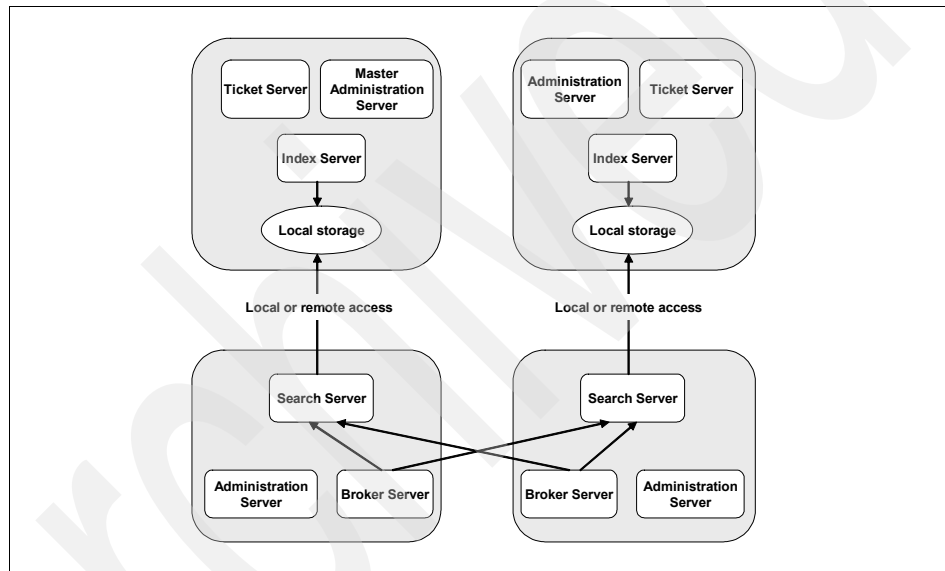 Ticket Server
Master
Administration
Server
Index Server
Local storage
Administration
Server
Ticket Server
Index Server
Local storage
Local or remote access
Local or remote access
Search Server
Administration
Server
Broker Server
Search Server
Broker Server
Administration
Server